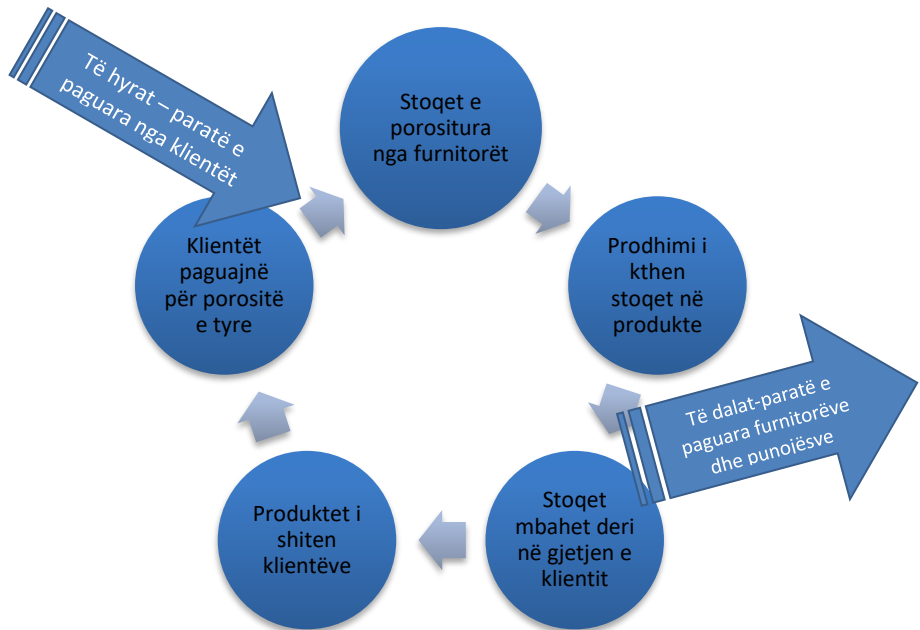 Të hyrat – paratë e
paguara nga klientët
Stoqet e
porositura
nga furnitorët
Prodhimi i
kthen
stoqet në
produkte
Të dalat-paratë e
paguara furnitorëve
dhe punojësve
Stoqet
mbahet deri
në gjetjen e
klientit
Produktet i
shiten
klientëve
Klientët
paguajnë
për porositë
e tyre